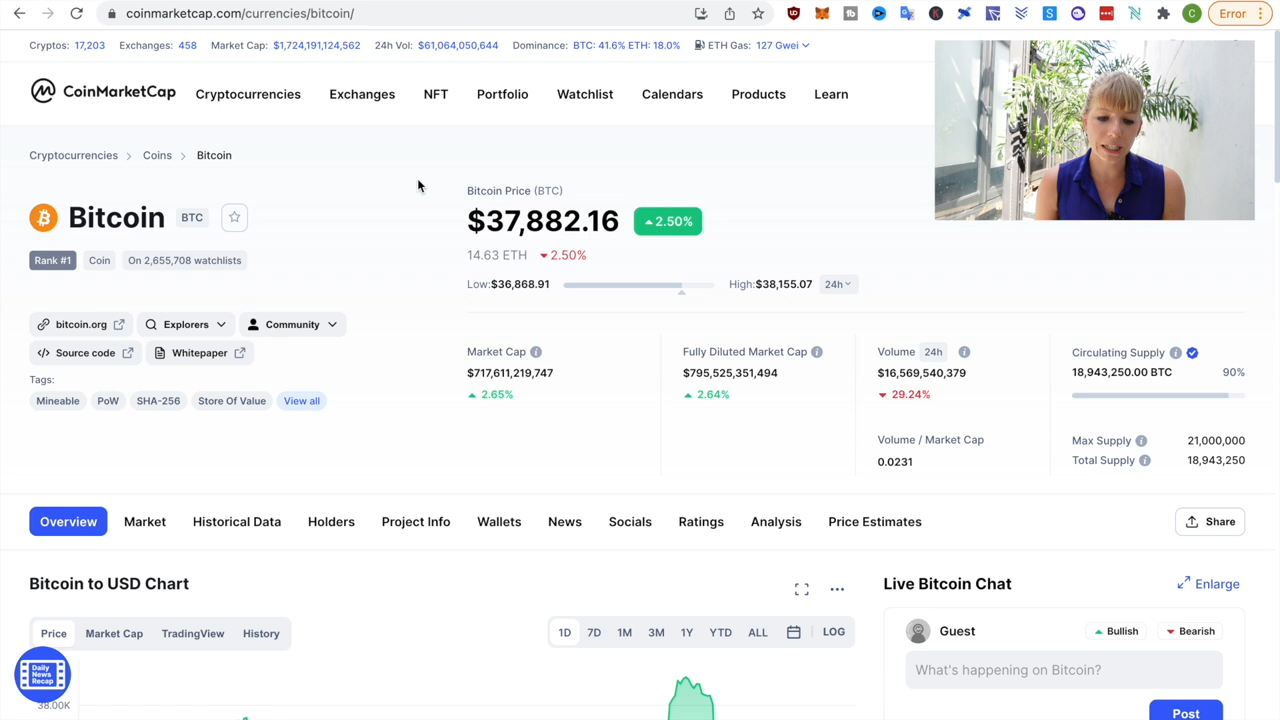 coinmarketcap.com/currencies/bitcoin/
Error
Cryptos: 17,203 Exchanges: 458 Market Cap: $1,724,191,124,562 24h Vol: $61,064,050,644 Dominance: BTC: 41.6% ETH: 18.0% ETH Gas: 127 Gwei
CoinMarketCap Cryptocurrencies Exchanges NFT Portfolio Watchlist Calendars Products Learn
Cryptocurrencies Coins Bitcoin
Bitcoin Price (BTC)
Bitcoin BTC $37,882.16 2.50%
14.63 ETH 2.50%
Rank #1 Coin On 2,655,708 watchlists
Low:$36,868.91 High:$38,155.07 24h
bitcoin.org Explorers Community
Source code Whitepaper
Tags:
Mineable PoW SHA-256 Store Of Value View all
Market Cap
$717,611,219,747
2.65%
Fully Diluted Market Cap
$795,525,351,494
2.64%
Volume 24h
$16,569,540,379
29.24%
Volume / Market Cap
0.0231
Circulating Supply
18,943,250.00 BTC 90%
Max Supply 21,000,000
Total Supply 18,943,250
Overview Market Historical Data Holders Project Info Wallets News Socials Ratings Analysis Price Estimates Share
Bitcoin to USD Chart
Price Market Cap TradingView History 1D 7D 1M 3M 1Y YTD ALL LOG
Daily
News
Recap
38.00K
Live Bitcoin Chat Enlarge
Guest Bullish Bearish
What's happening on Bitcoin?
Post